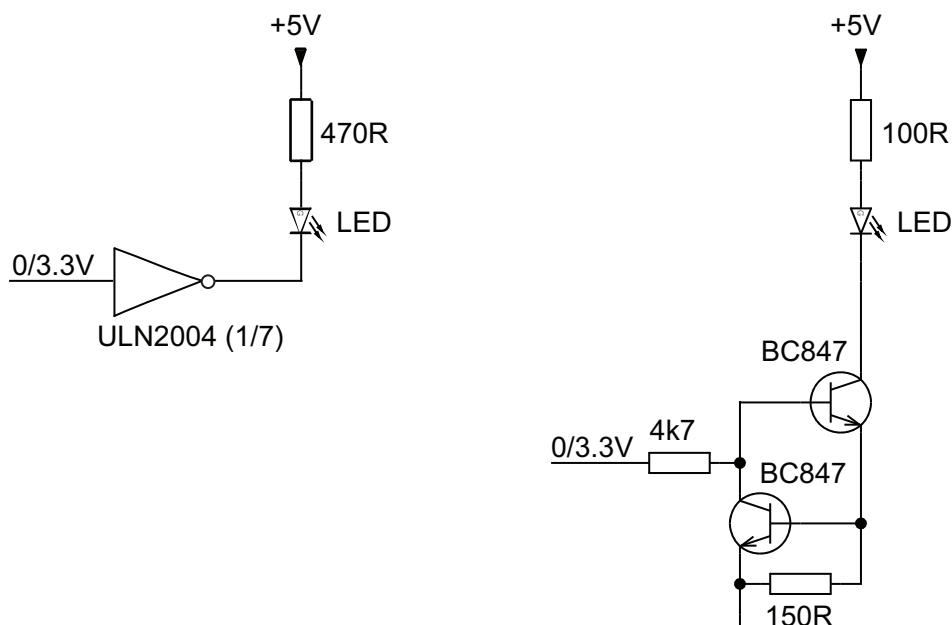 +5V
470R
LED
0/3.3V
ULN2004 (1/7)
+5V
100R
LED
BC847
4k7
0/3.3V
BC847
150R